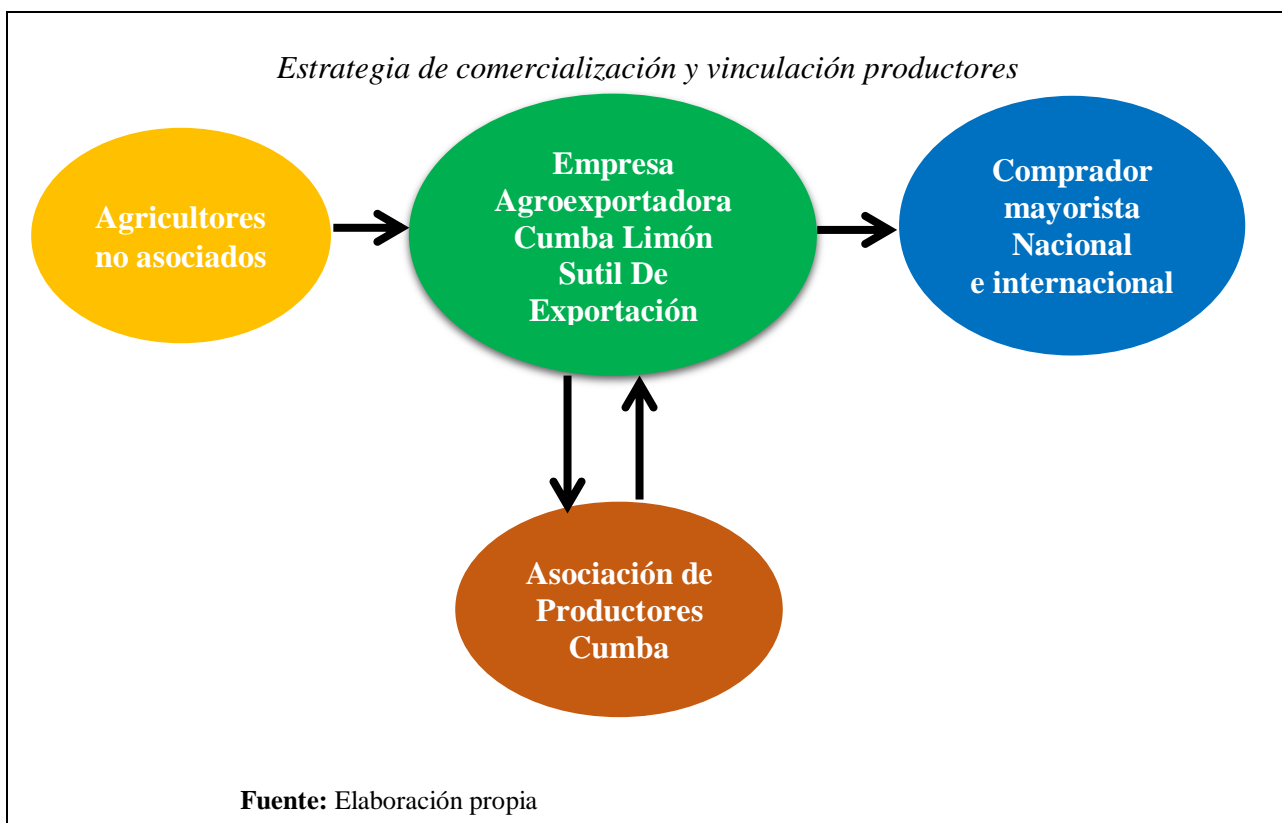 Estrategia de comercialización y vinculación productores
Agricultores
no asociados
Empresa
Agroexportadora
Cumba Limón
Sutil De
Exportación
Comprador
mayorista
Nacional
e internacional
Asociación de
Productores
Cumba
Fuente: Elaboración propia